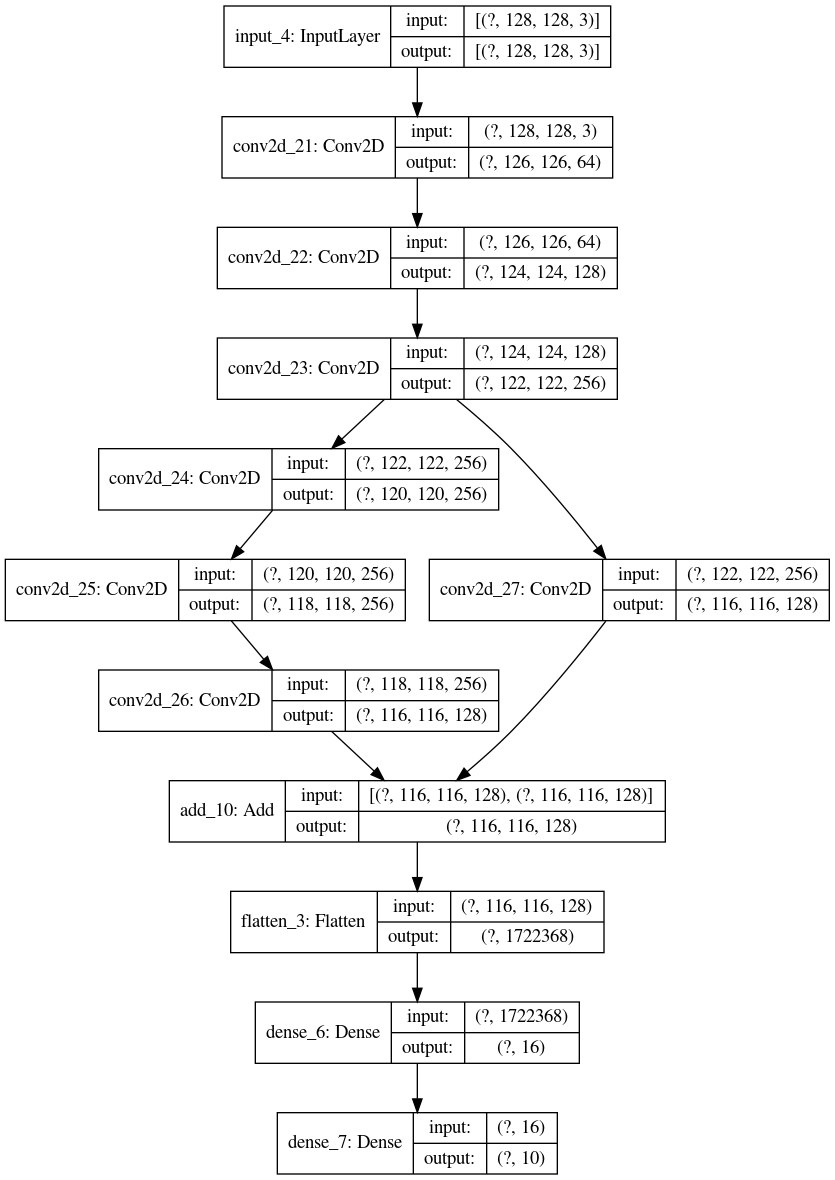 input_4: InputLayer
input: [(?, 128, 128, 3)]
output: [(?, 128, 128, 3)]
conv2d_21: Conv2D
input: (?, 128, 128, 3)
output: (?, 126, 126, 64)
conv2d_22: Conv2D
input: (?, 126, 126, 64)
output: (?, 124, 124, 128)
conv2d_23: Conv2D
input: (?, 124, 124, 128)
output: (?, 122, 122, 256)
conv2d_24: Conv2D
input: (?, 122, 122, 256)
output: (?, 120, 120, 256)
conv2d_25: Conv2D
input: (?, 120, 120, 256)
output: (?, 118, 118, 256)
conv2d_27: Conv2D
input: (?, 122, 122, 256)
output: (?, 116, 116, 128)
conv2d_26: Conv2D
input: (?, 118, 118, 256)
output: (?, 116, 116, 128)
add_10: Add
input: [(?, 116, 116, 128), (?, 116, 116, 128)]
output: (?, 116, 116, 128)
flatten_3: Flatten
input: (?, 116, 116, 128)
output: (?, 1722368)
dense_6: Dense
input: (?, 1722368)
output: (?, 16)
dense_7: Dense
input: (?, 16)
output: (?, 10)